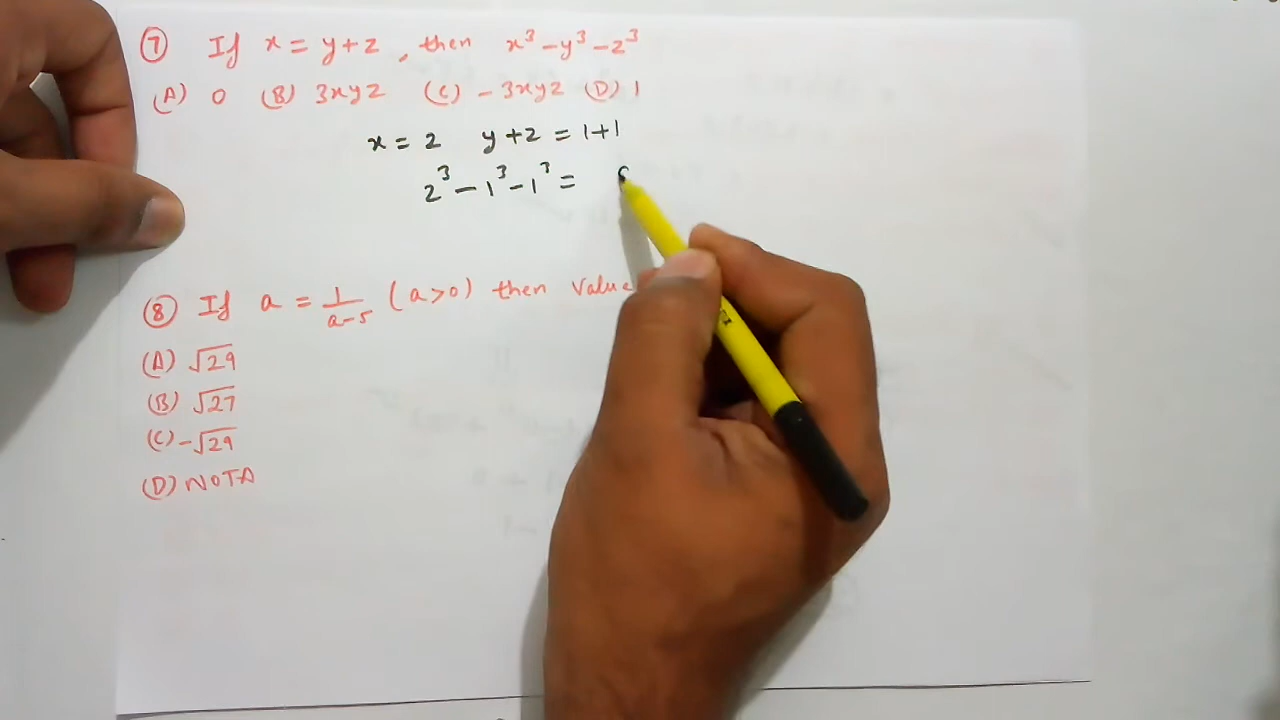 ⑦ If x = y+z, then x³ - y³ - z³
(A) 0 (B) 3xyz (C) - 3xyz (D) 1
x = 2 y+z = 1+1
2³ - 1³ - 1³ =
⑧ If a = 1/(a-5) (a>0) then value
(A) √29
(B) √27
(C) -√29
(D) NOTA